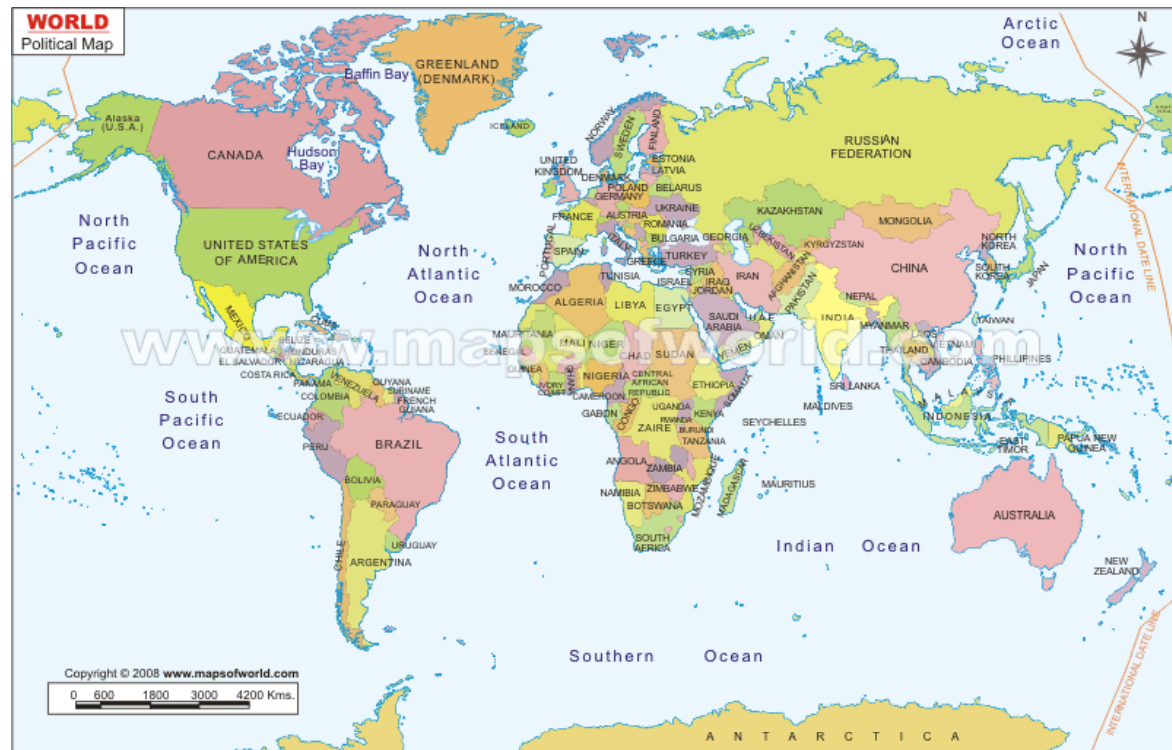 WORLD
Political Map
Arctic
Ocean
N
GREENLAND
(DENMARK)
Baffin Bay
Alaska
(U.S.A.)
ICELAND
CANADA
Hudson
Bay
NORWAY
SWEDEN
FINLAND
RUSSIAN
FEDERATION
UNITED
KINGDOM
ESTONIA
LATVIA
DENMARK
POLAND
BELARUS
GERMANY
UKRAINE
FRANCE
AUSTRIA
ROMANIA
KAZAKHSTAN
MONGOLIA
INTERNATIONAL DATE LINE
North
Pacific
Ocean
UNITED STATES
OF AMERICA
North
Atlantic
Ocean
PORTUGAL
SPAIN
ITALY
BULGARIA
GREECE
TURKEY
GEORGIA
UZBEKISTAN
KYRGYZSTAN
NORTH
KOREA
SOUTH
KOREA
JAPAN
CHINA
North
Pacific
Ocean
TUNISIA
SYRIA
ISRAEL
IRAQ
JORDAN
IRAN
AFGHANISTAN
PAKISTAN
MOROCCO
ALGERIA
LIBYA
EGYPT
SAUDI
ARABIA
U.A.E
OMAN
NEPAL
INDIA
MYANMAR
LAOS
TAIWAN
MEXICO
CUBA
BELIZE
GUATEMALA
HONDURAS
EL SALVADOR
NICARAGUA
COSTA RICA
PANAMA
www.mapsofworld.com
MAURITANIA
MALI
NIGER
CHAD
SUDAN
YEMEN
THAILAND
VIETNAM
CAMBODIA
PHILLIPINES
SENEGAL
GUINEA
IVORY
COAST
GHANA
NIGERIA
CAMEROON
CENTRAL
AFRICAN
REPUBLIC
ETHIOPIA
SOMALIA
SRI LANKA
MALDIVES
MALAYSIA
VENEZUELA
GUYANA
SURINAME
FRENCH
GUIANA
COLOMBIA
ECUADOR
South
Pacific
Ocean
PERU
BRAZIL
South
Atlantic
Ocean
GABON
CONGO
ZAIRE
UGANDA
KENYA
RWANDA
BURUNDI
TANZANIA
SEYCHELLES
INDONESIA
EAST
TIMOR
PAPUA NEW
GUINEA
BOLIVIA
PARAGUAY
CHILE
URUGUAY
ARGENTINA
ANGOLA
ZAMBIA
ZIMBABWE
MOZAMBIQUE
MADAGASCAR
MAURITIUS
NAMIBIA
BOTSWANA
SOUTH
AFRICA
AUSTRALIA
NEW
ZEALAND
Indian Ocean
Southern Ocean
INTERNATIONAL DATE LINE
Copyright © 2008 www.mapsofworld.com
0 600 1800 3000 4200 Kms.
ANTARCTICA